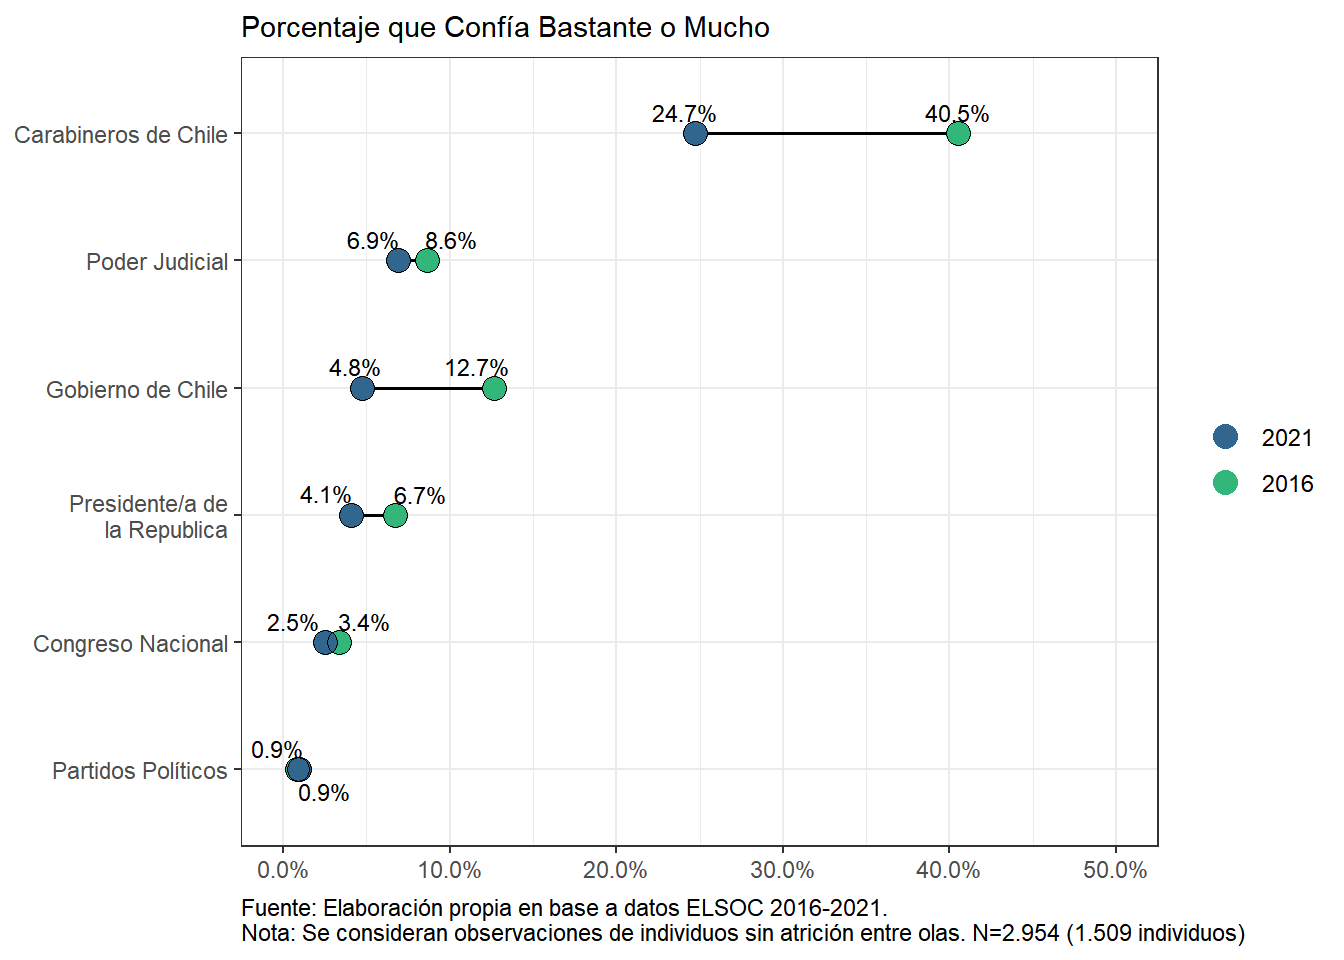 Porcentaje que Confía Bastante o Mucho
Carabineros de Chile
24.7%
40.5%
Poder Judicial
6.9%
8.6%
Gobierno de Chile
4.8%
12.7%
Presidente/a de
la Republica
4.1%
6.7%
Congreso Nacional
2.5%
3.4%
Partidos Políticos
0.9%
0.9%
0.0%
10.0%
20.0%
30.0%
40.0%
50.0%
2021
2016
Fuente: Elaboración propia en base a datos ELSOC 2016-2021.
Nota: Se consideran observaciones de individuos sin atrición entre olas. N=2.954 (1.509 individuos)